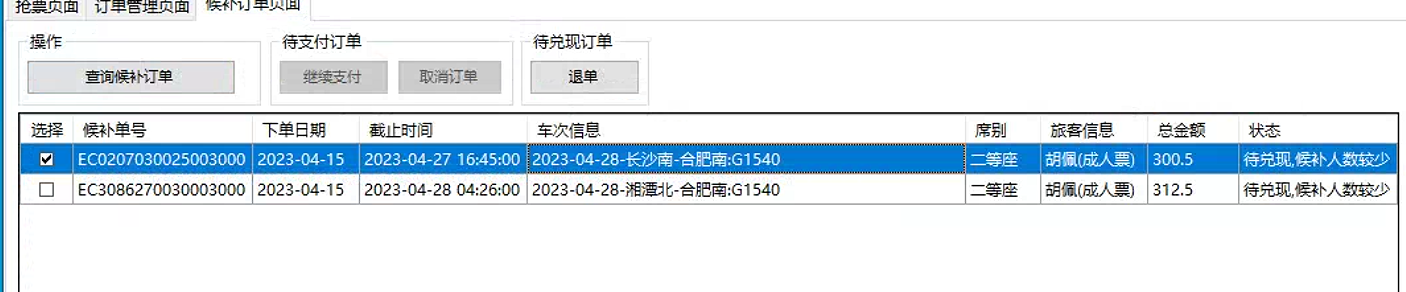 抢票页面 订单管理页面 候补订单页面
操作 待支付订单 待兑现订单
查询候补订单 继续支付 取消订单 退单
选择 候补单号 下单日期 截止时间 车次信息 席别 旅客信息 总金额 状态
EC0207030025003000 2023-04-15 2023-04-27 16:45:00 2023-04-28-长沙南-合肥南:G1540 二等座 胡佩(成人票) 300.5 待兑现,候补人数较少
EC3086270030003000 2023-04-15 2023-04-28 04:26:00 2023-04-28-湘潭北-合肥南:G1540 二等座 胡佩(成人票) 312.5 待兑现,候补人数较少